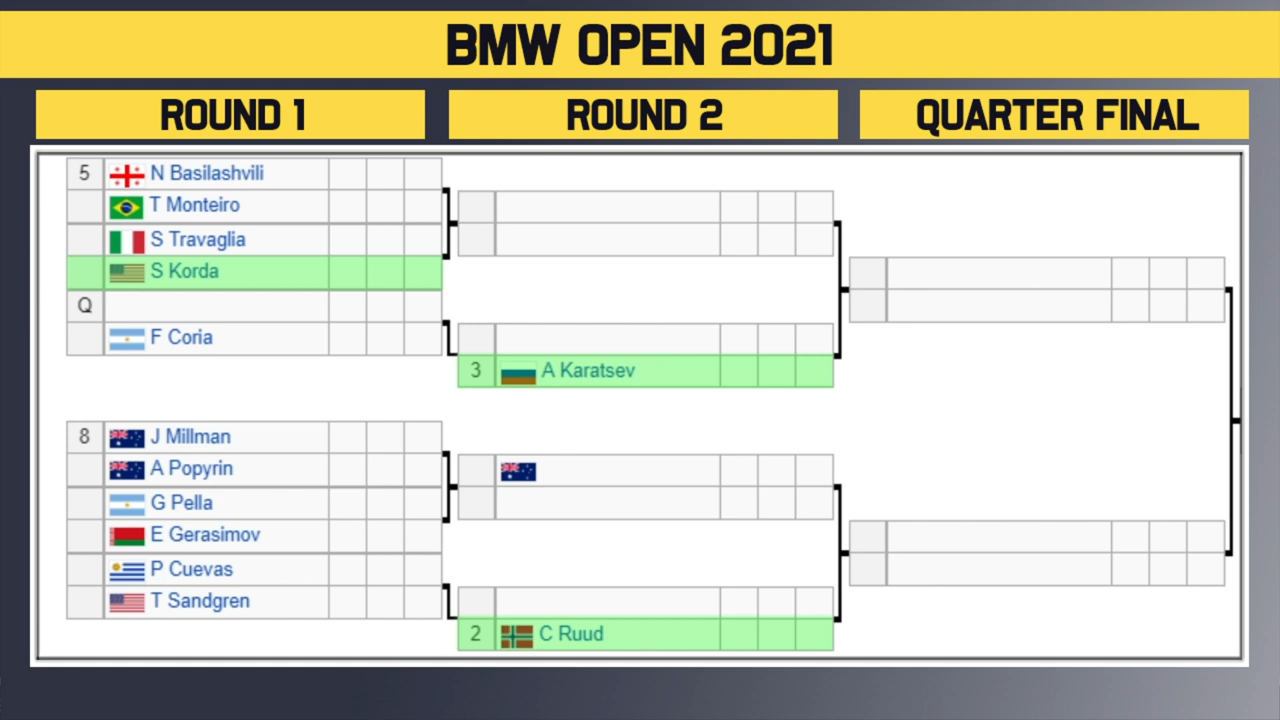 BMW OPEN 2021
ROUND 1
ROUND 2
QUARTER FINAL
5 N Basilashvili
T Monteiro
S Travaglia
S Korda
Q
F Coria
3 A Karatsev
8 J Millman
A Popyrin
G Pella
E Gerasimov
P Cuevas
T Sandgren
2 C Ruud